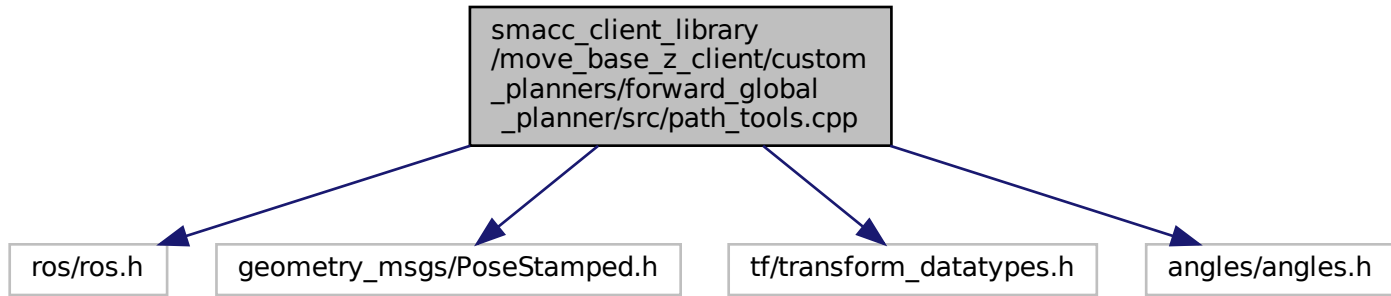 smacc_client_library
/move_base_z_client/custom
_planners/forward_global
_planner/src/path_tools.cpp
ros/ros.h
geometry_msgs/PoseStamped.h
tf/transform_datatypes.h
angles/angles.h